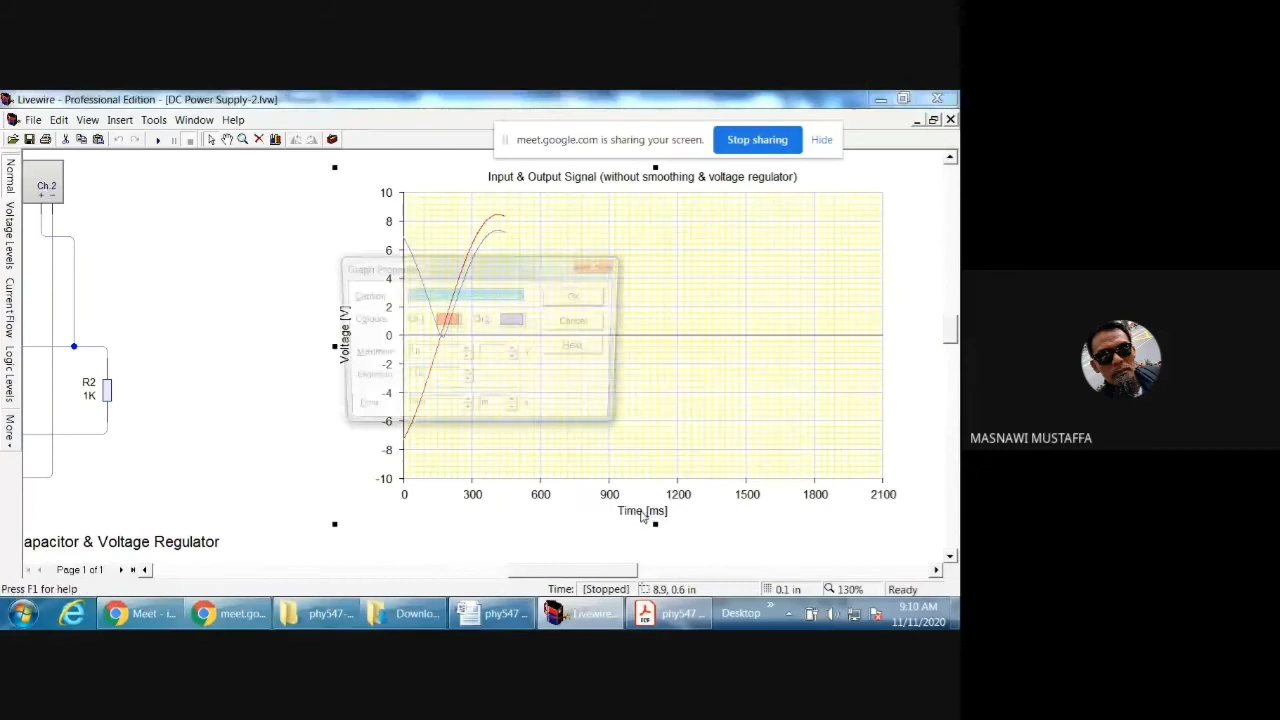 Livewire - Professional Edition - [DC Power Supply-2.lvw]
File Edit View Insert Tools Window Help
meet.google.com is sharing your screen. Stop sharing Hide
Normal
Voltage Levels
Current Flow
Logic Levels
More
Ch.2
+ −
R2
1K
apacitor & Voltage Regulator
Input & Output Signal (without smoothing & voltage regulator)
10
8
6
4
2
0
-2
-4
-6
-8
-10
Voltage [V]
0 300 600 900 1200 1500 1800 2100
Time [ms]
OK
Cancel
Help
Maximum
Time
Page 1 of 1
Press F1 for help
Time: [Stopped] 8.9, 0.6 in 0.1 in 130% Ready
Meet - i... meet.go... phy547-... Downlo... phy547 ... Livewire... phy547 ... Desktop »
9:10 AM
11/11/2020
MASNAWI MUSTAFFA